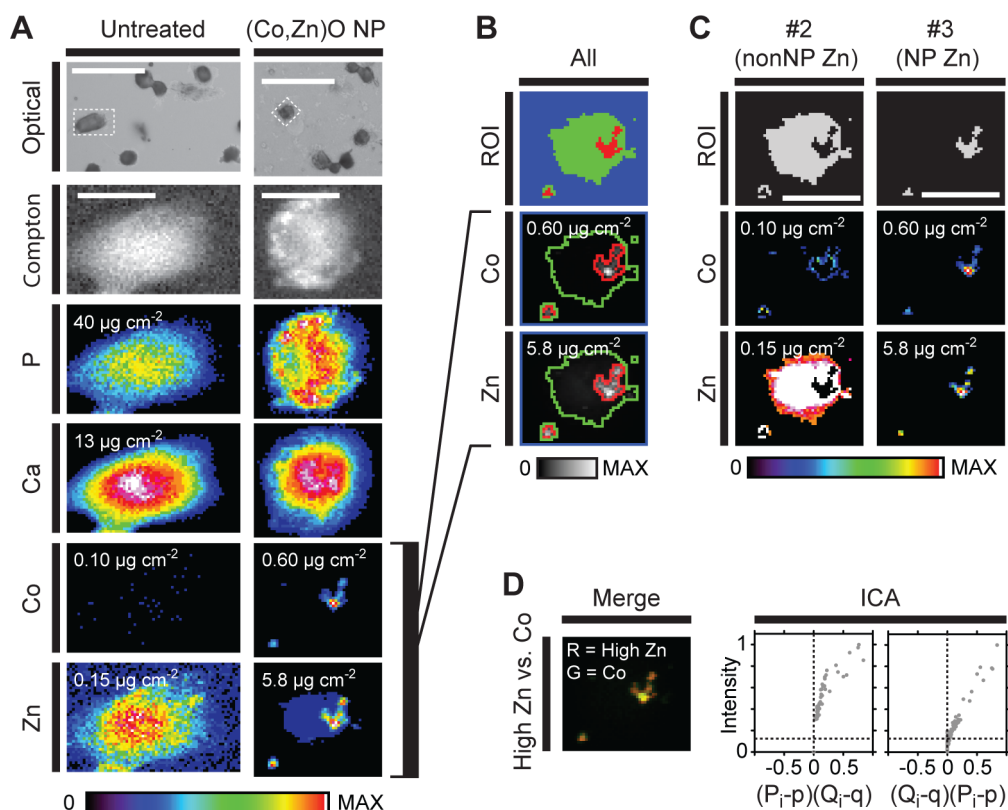 A
Untreated
(Co,Zn)O NP
Optical
Compton
P
40 µg cm-2
Ca
13 µg cm-2
Co
0.10 µg cm-2
0.60 µg cm-2
Zn
0.15 µg cm-2
5.8 µg cm-2
0
MAX
B
All
ROI
Co
0.60 µg cm-2
Zn
5.8 µg cm-2
0
MAX
C
#2
(nonNP Zn)
#3
(NP Zn)
ROI
Co
0.10 µg cm-2
0.60 µg cm-2
Zn
0.15 µg cm-2
5.8 µg cm-2
0
MAX
D
Merge
High Zn vs. Co
R = High Zn
G = Co
ICA
Intensity
1
0
-0.5 0 0.5
(Pi-p)(Qi-q)
-0.5 0 0.5
(Qi-q)(Pi-p)